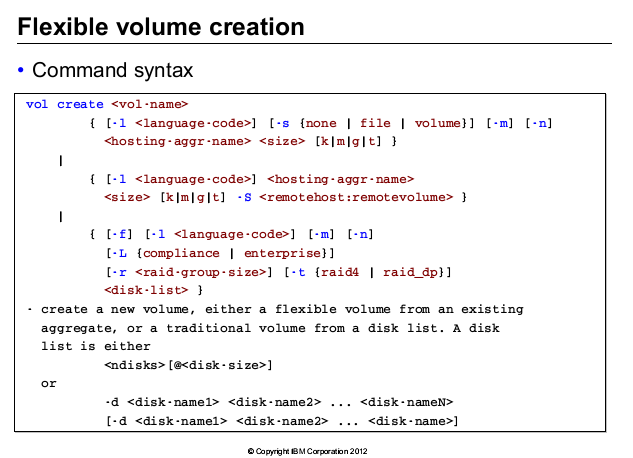 Flexible volume creation
• Command syntax
vol create <vol-name>
{ [-l <language-code>] [-s {none | file | volume}] [-m] [-n]
<hosting-aggr-name> <size> [k|m|g|t] }
|
{ [-l <language-code>] <hosting-aggr-name>
<size> [k|m|g|t] -S <remotehost:remotevolume> }
|
{ [-f] [-l <language-code>] [-m] [-n]
[-L {compliance | enterprise}]
[-r <raid-group-size>] [-t {raid4 | raid_dp}]
<disk-list> }
- create a new volume, either a flexible volume from an existing
aggregate, or a traditional volume from a disk list. A disk
list is either
<ndisks>[@<disk-size>]
or
-d <disk-name1> <disk-name2> ... <disk-nameN>
[-d <disk-name1> <disk-name2> ... <disk-name>]
© Copyright IBM Corporation 2012